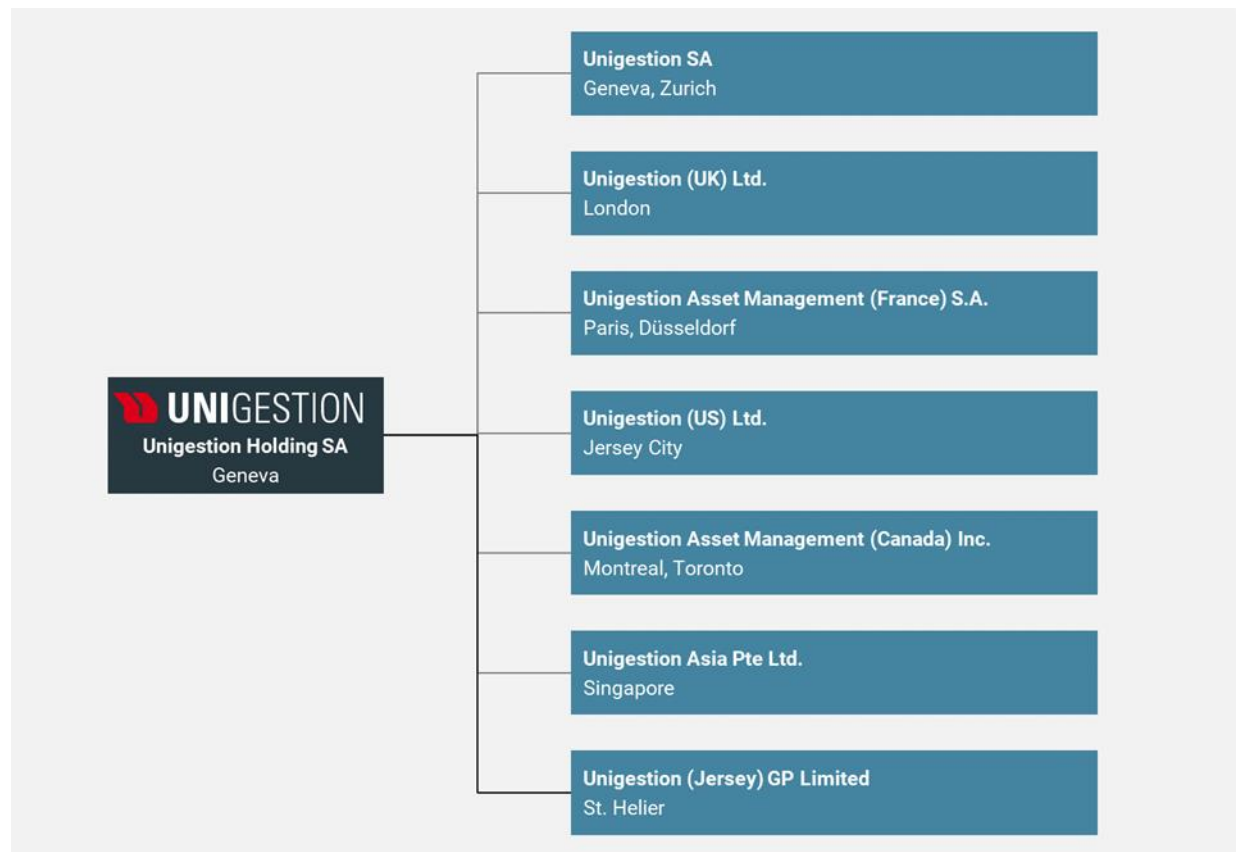 Unigestion SA
Geneva, Zurich
Unigestion (UK) Ltd.
London
Unigestion Asset Management (France) S.A.
Paris, Düsseldorf
UNIGESTION
Unigestion Holding SA
Geneva
Unigestion (US) Ltd.
Jersey City
Unigestion Asset Management (Canada) Inc.
Montreal, Toronto
Unigestion Asia Pte Ltd.
Singapore
Unigestion (Jersey) GP Limited
St. Helier